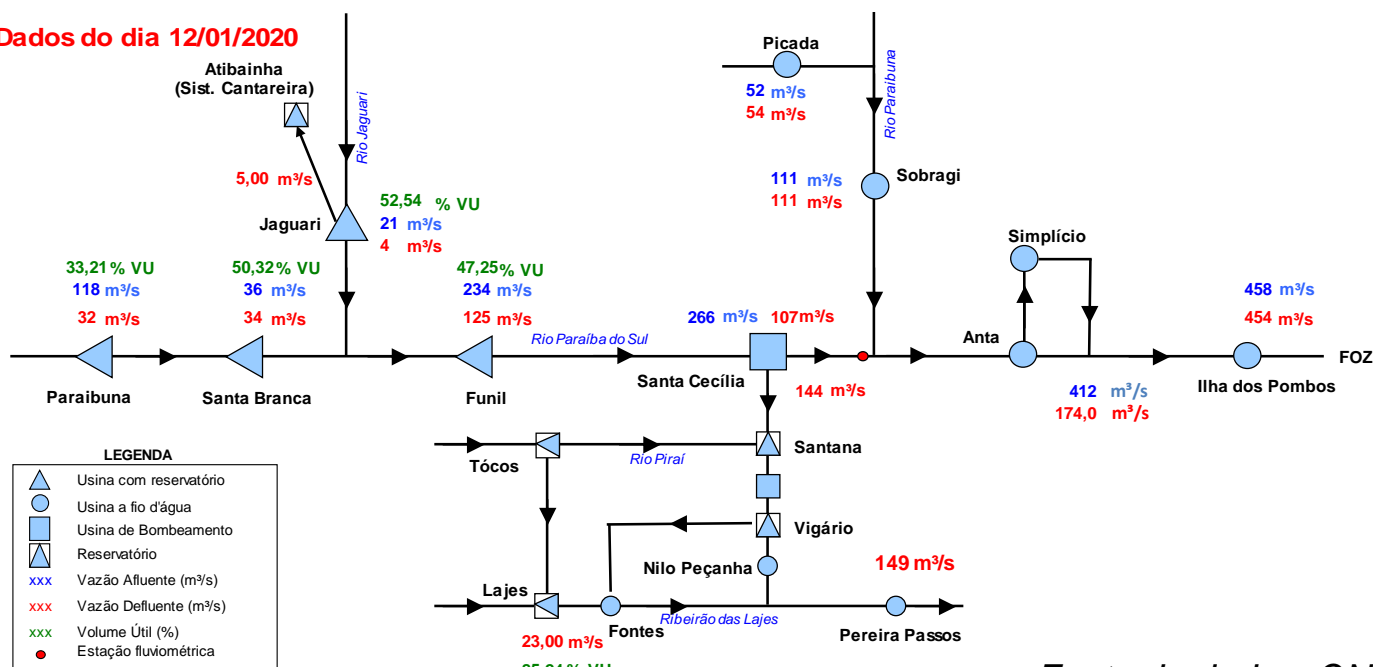 Dados do dia 12/01/2020
Atibainha
(Sist. Cantareira)
Rio Jaguari
5,00 m³/s
Jaguari
52,54 % VU
21 m³/s
4 m³/s
Picada
52 m³/s
54 m³/s
Rio Paraibuna
111 m³/s
111 m³/s
Sobragi
Simplício
33,21% VU
118 m³/s
32 m³/s
50,32% VU
36 m³/s
34 m³/s
47,25% VU
234 m³/s
125 m³/s
Rio Paraíba do Sul
266 m³/s 107m³/s
Anta
458 m³/s
454 m³/s
FOZ
Paraibuna
Santa Branca
Funil
Santa Cecília
144 m³/s
412 m³/s
174,0 m³/s
Ilha dos Pombos
Tócos
Rio Piraí
Santana
Vigário
Nilo Peçanha
149 m³/s
Lajes
Fontes
Ribeirão das Lajes
Pereira Passos
23,00 m³/s
LEGENDA
Usina com reservatório
Usina a fio d'água
Usina de Bombeamento
Reservatório
xxx Vazão Afluente (m³/s)
xxx Vazão Defluente (m³/s)
xxx Volume Útil (%)
Estação fluviométrica